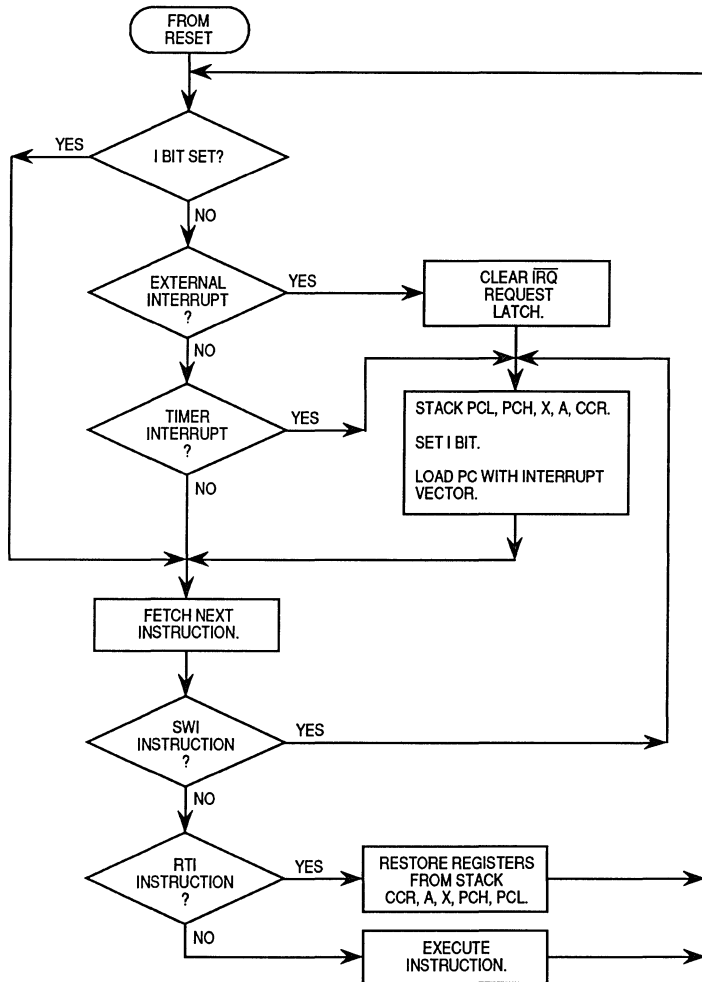 FROM
RESET
YES
I BIT SET?
NO
EXTERNAL
INTERRUPT
?
YES
CLEAR IRQ
REQUEST
LATCH.
NO
TIMER
INTERRUPT
?
YES
STACK PCL, PCH, X, A, CCR.
SET I BIT.
LOAD PC WITH INTERRUPT
VECTOR.
NO
FETCH NEXT
INSTRUCTION.
SWI
INSTRUCTION
?
YES
NO
RTI
INSTRUCTION
?
YES
RESTORE REGISTERS
FROM STACK
CCR, A, X, PCH, PCL.
NO
EXECUTE
INSTRUCTION.